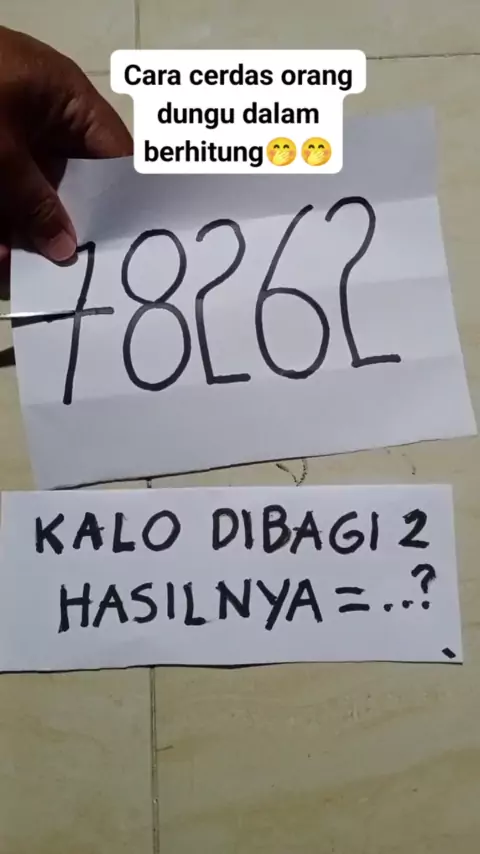 Cara cerdas orang
dungu dalam
berhitung🤭🤭
78262
KALO DIBAGI 2
HASILNYA = ...?